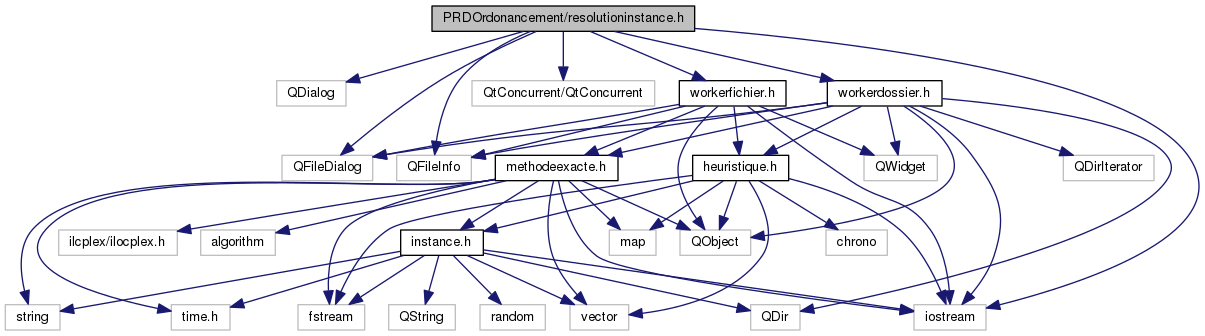 PRDOrdonancement/resolutioninstance.h
QDialog
QtConcurrent/QtConcurrent
workerfichier.h
workerdossier.h
QFileDialog
QFileInfo
methodeexacte.h
heuristique.h
QWidget
QDirIterator
ilcplex/ilocplex.h
algorithm
instance.h
map
QObject
chrono
string
time.h
fstream
QString
random
vector
QDir
iostream